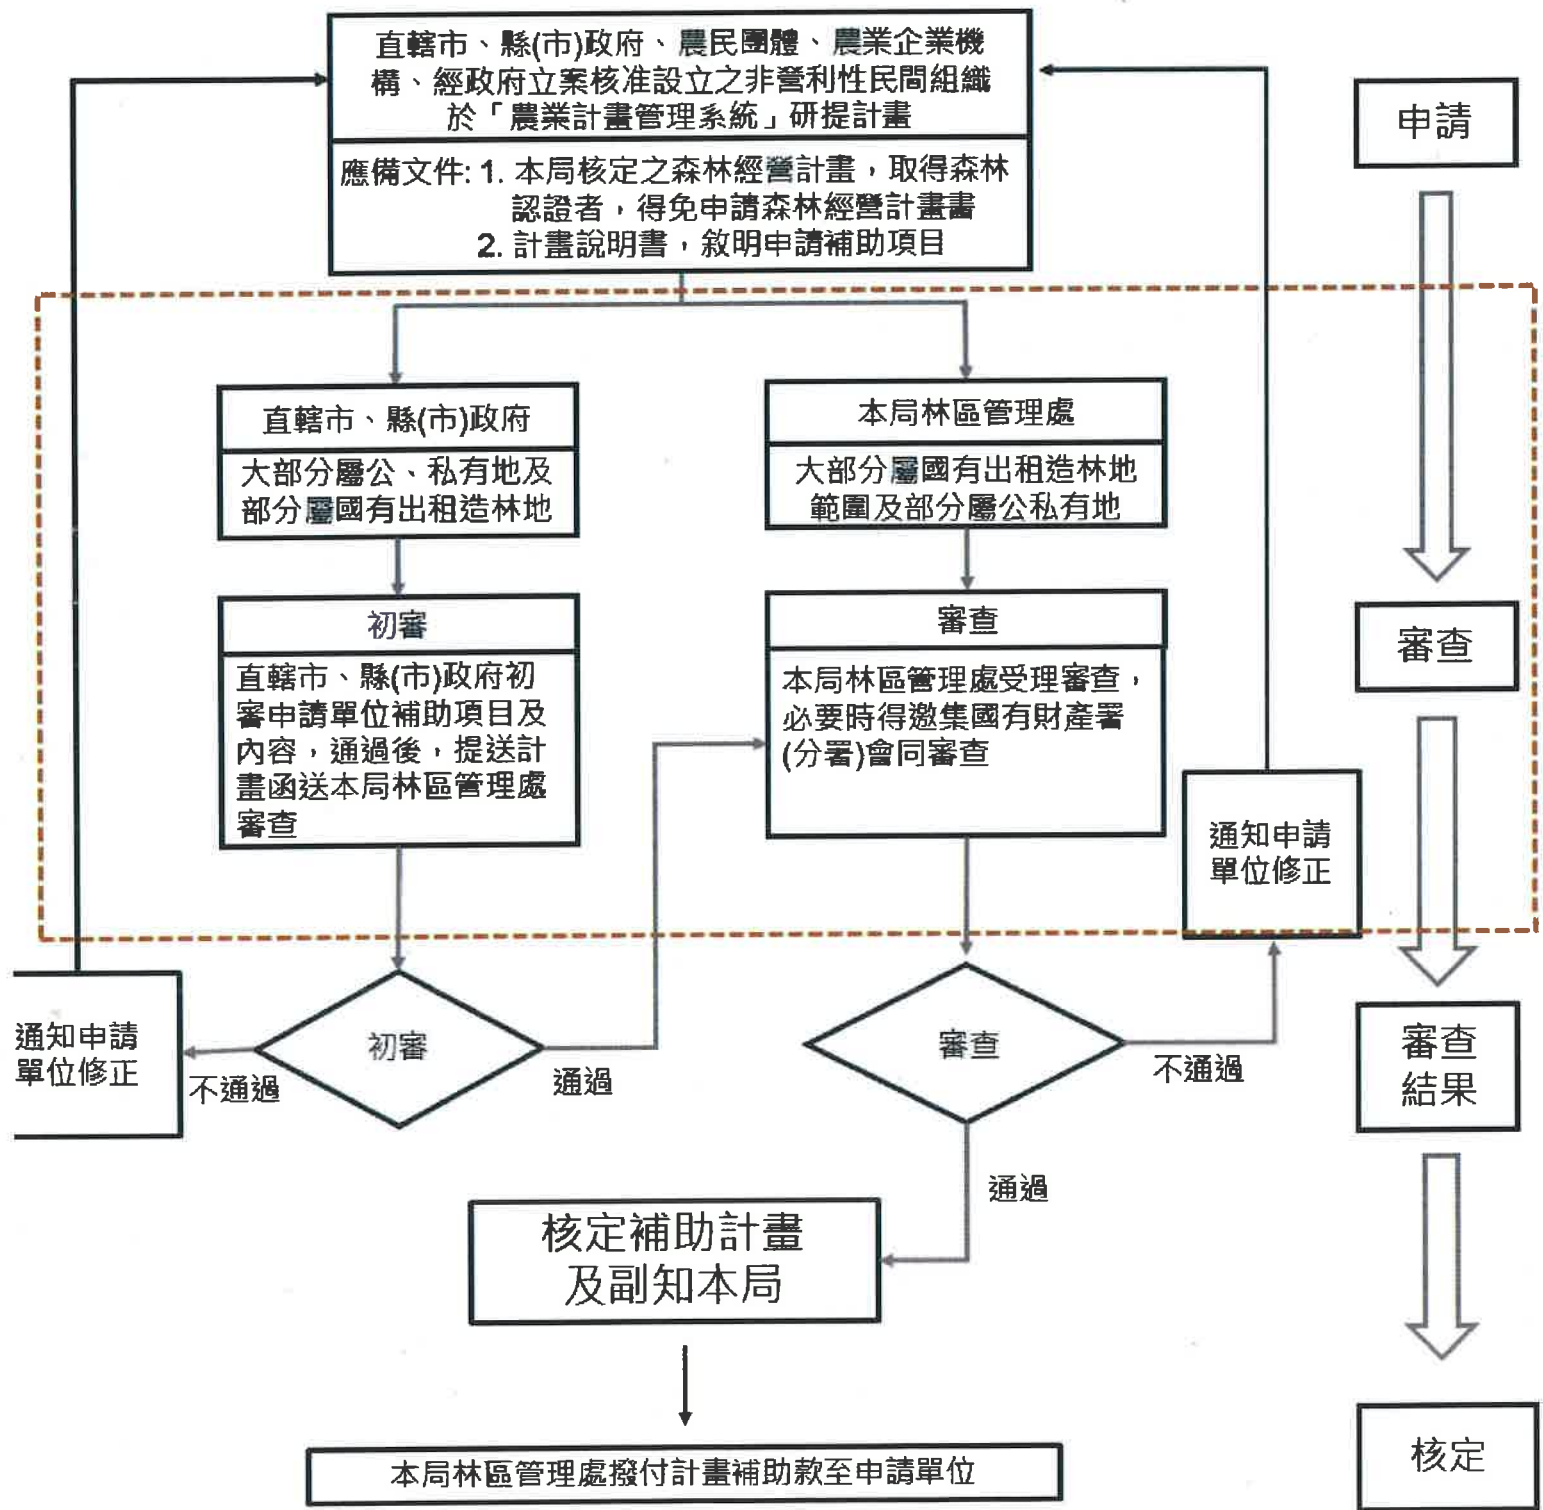 直轄市、縣(市)政府、農民團體、農業企業機
構、經政府立案核准設立之非營利性民間組織
於「農業計畫管理系統」研提計畫
應備文件: 1. 本局核定之森林經營計畫，取得森林
認證者，得免申請森林經營計畫書
2. 計畫說明書，敘明申請補助項目
申請
直轄市、縣(市)政府
大部分屬公、私有地及
部分屬國有出租造林地
本局林區管理處
大部分屬國有出租造林地
範圍及部分屬公私有地
初審
直轄市、縣(市)政府初
審申請單位補助項目及
內容，通過後，提送計
畫函送本局林區管理處
審查
審查
本局林區管理處受理審查，
必要時得邀集國有財產署
(分署)會同審查
審查
通知申請
單位修正
通知申請
單位修正
不通過
初審
通過
審查
不通過
通過
審查
結果
核定補助計畫
及副知本局
本局林區管理處撥付計畫補助款至申請單位
核定